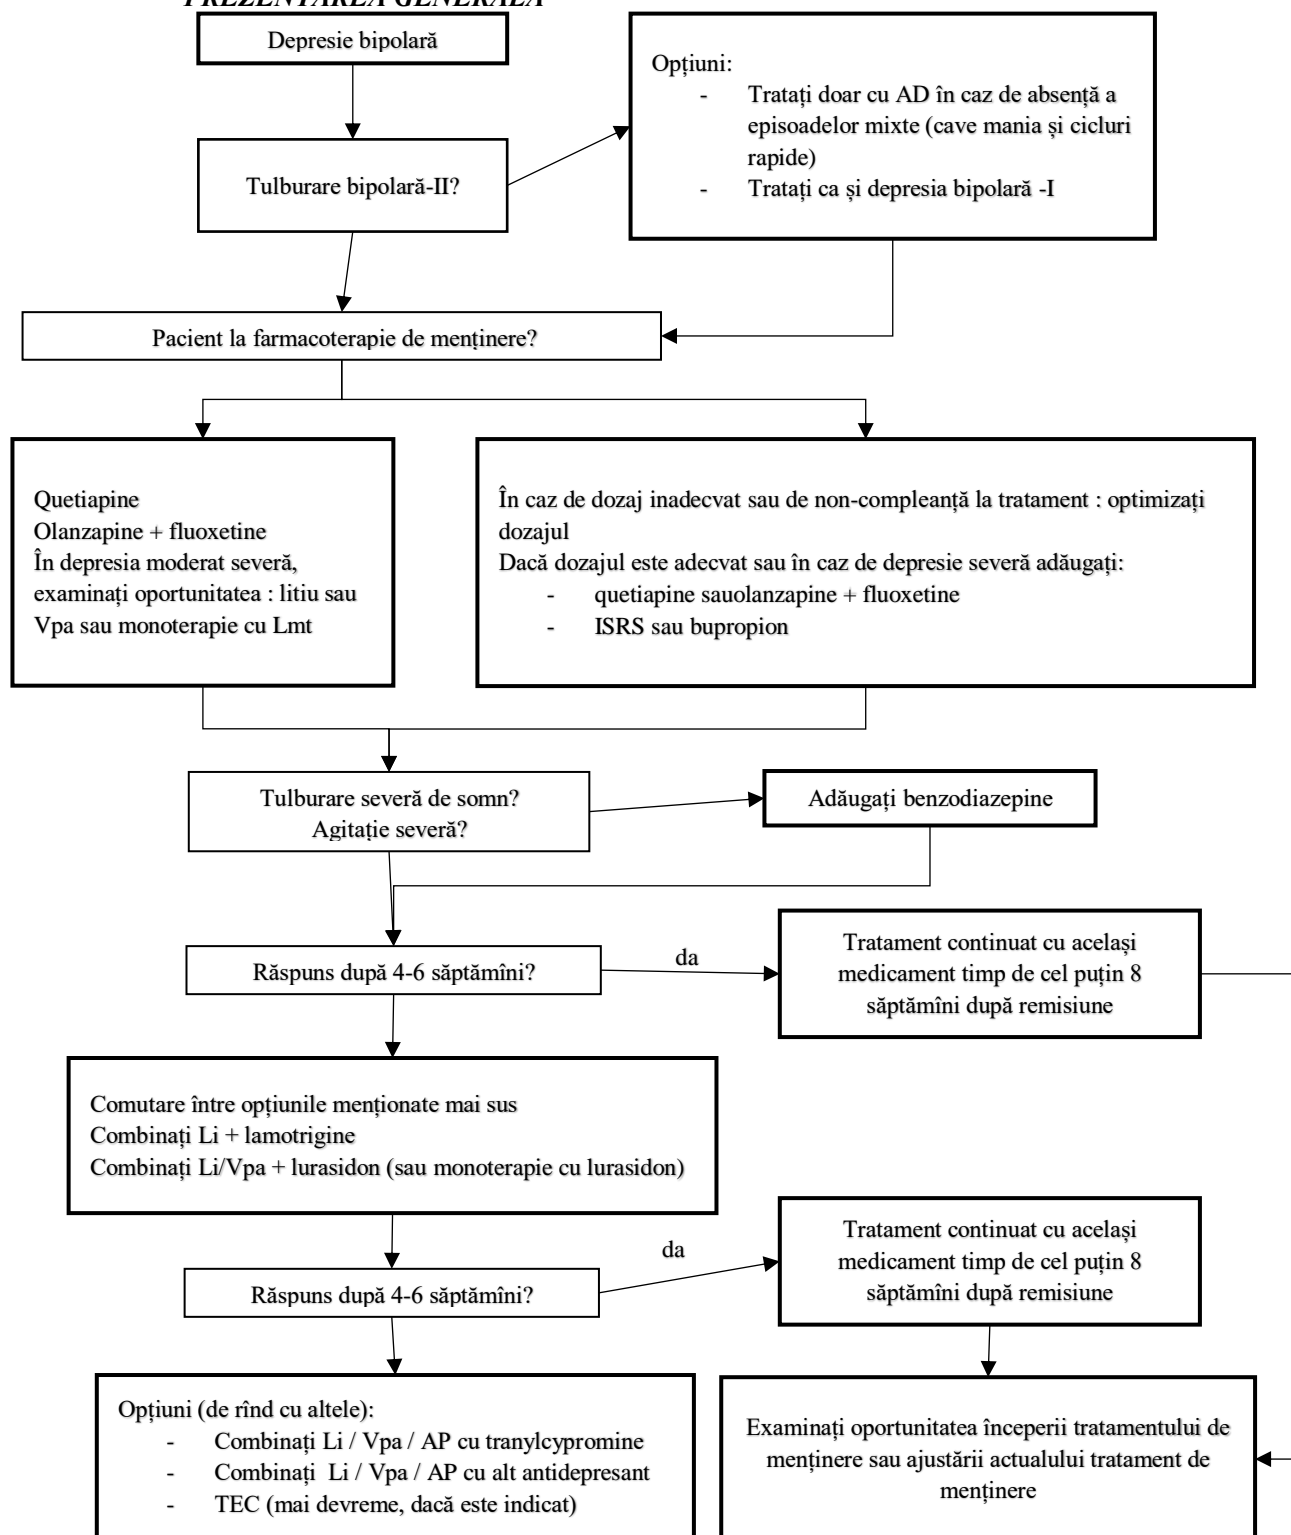 PREZENTAREA GENERALĂ
Depresie bipolară
Opțiuni:
- Tratați doar cu AD în caz de absență a
episoadelor mixte (cave mania și cicluri
rapide)
- Tratați ca și depresia bipolară -I
Tulburare bipolară-II?
Pacient la farmacoterapie de menținere?
Quetiapine
Olanzapine + fluoxetine
În depresia moderat severă,
examinați oportunitatea : litiu sau
Vpa sau monoterapie cu Lmt
În caz de dozaj inadecvat sau de non-compleanță la tratament : optimizați
dozajul
Dacă dozajul este adecvat sau în caz de depresie severă adăugați:
- quetiapine sauolanzapine + fluoxetine
- ISRS sau bupropion
Tulburare severă de somn?
Agitație severă?
Adăugați benzodiazepine
Răspuns după 4-6 săptămîni?
da
Tratament continuat cu același
medicament timp de cel puțin 8
săptămîni după remisiune
Comutare între opțiunile menționate mai sus
Combinați Li + lamotrigine
Combinați Li/Vpa + lurasidon (sau monoterapie cu lurasidon)
Răspuns după 4-6 săptămîni?
da
Tratament continuat cu același
medicament timp de cel puțin 8
săptămîni după remisiune
Opțiuni (de rînd cu altele):
- Combinați Li / Vpa / AP cu tranylcypromine
- Combinați Li / Vpa / AP cu alt antidepresant
- TEC (mai devreme, dacă este indicat)
Examinați oportunitatea începerii tratamentului de
menținere sau ajustării actualului tratament de
menținere